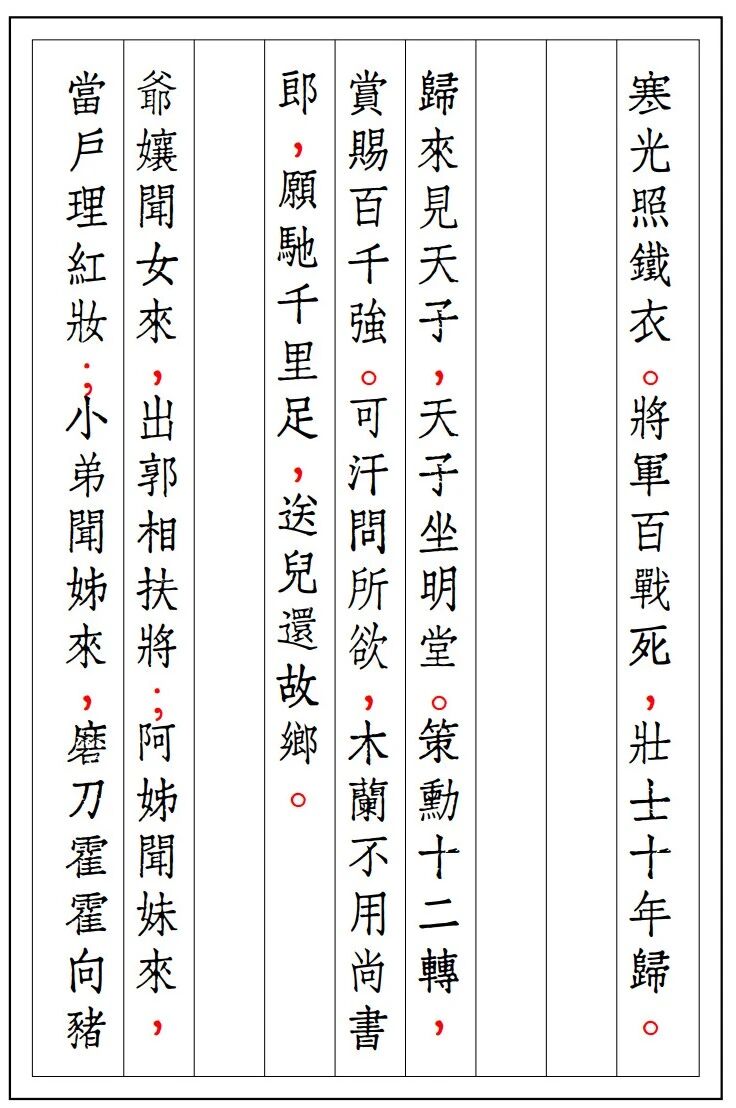 寒光照鐵衣。將軍百戰死，壯士十年歸。
歸來見天子，天子坐明堂。策勳十二轉，
賞賜百千強。可汗問所欲，木蘭不用尚書
郎，願馳千里足，送兒還故鄉。
爺孃聞女來，出郭相扶將；阿姊聞妹來，
當戶理紅妝；小弟聞姊來，磨刀霍霍向豬